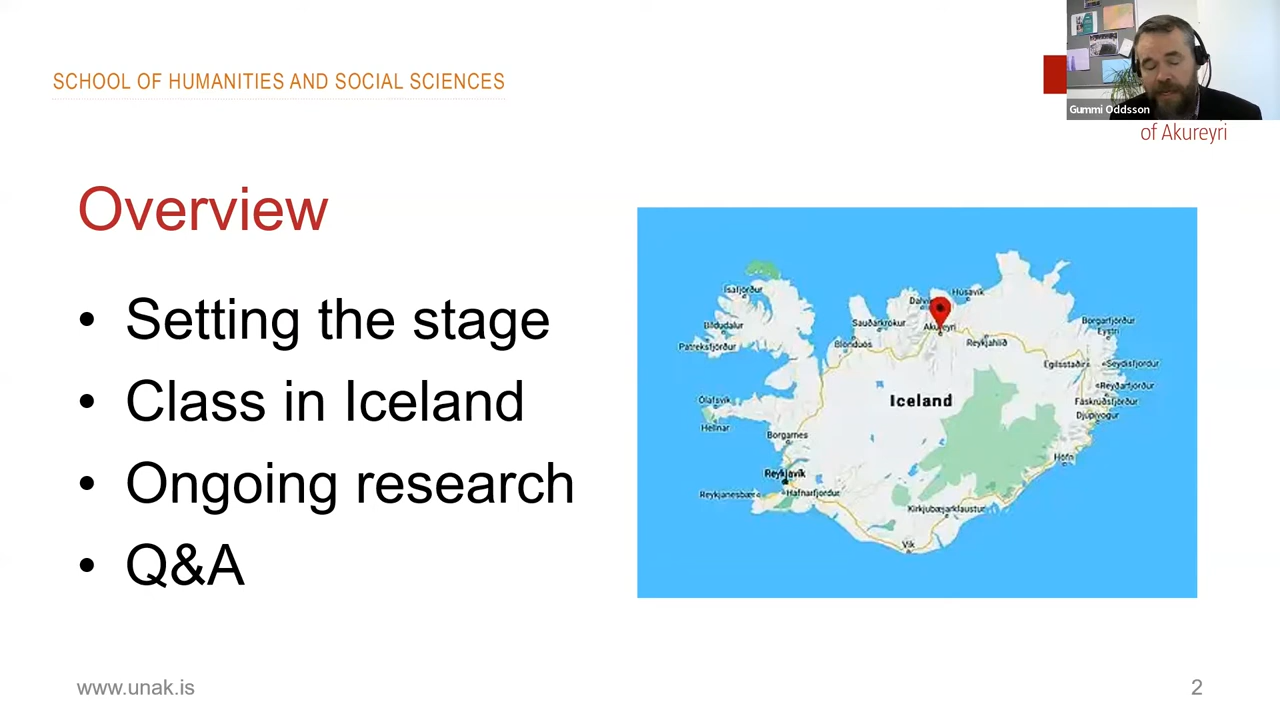 SCHOOL OF HUMANITIES AND SOCIAL SCIENCES
Gummi Oddsson
of Akureyri
Overview
• Setting the stage
• Class in Iceland
• Ongoing research
• Q&A
Ísafjörður
Bíldudalur
Patreksfjörður
Ólafsvík
Hellnar
Borgarnes
Reykjavík
Reykjanesbær
Hafnarfjörður
Sauðárkrókur
Blönduós
Húsavík
Akureyri
Reykjahlíð
Iceland
Borgarfjörður
Eystri
Egilsstaðir
Seyðisfjörður
Reyðarfjörður
Fáskrúðsfjörður
Djúpivogur
Höfn
Kirkjubæjarklaustur
Vík
www.unak.is
2